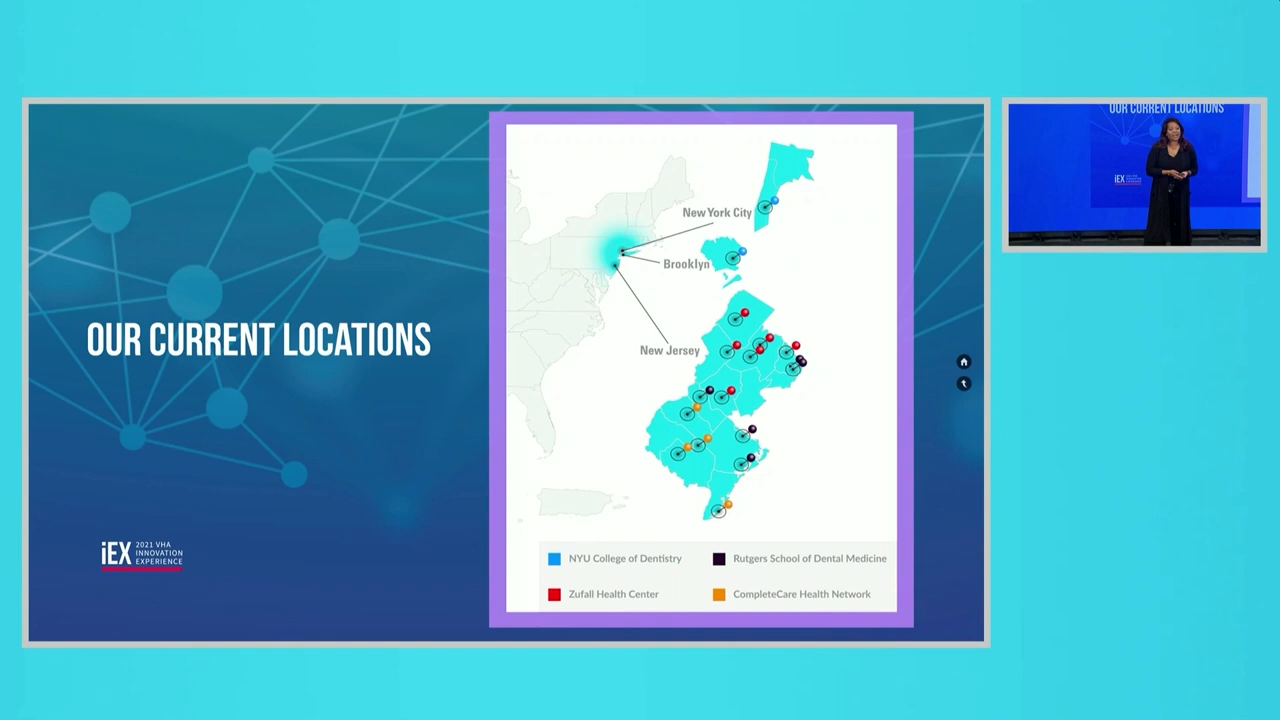 OUR CURRENT LOCATIONS
iEX 2021 VHA
INNOVATION
EXPERIENCE
New York City
Brooklyn
New Jersey
NYU College of Dentistry
Rutgers School of Dental Medicine
Zufall Health Center
CompleteCare Health Network
t
OUR CURRENT LOCATIONS
iEX